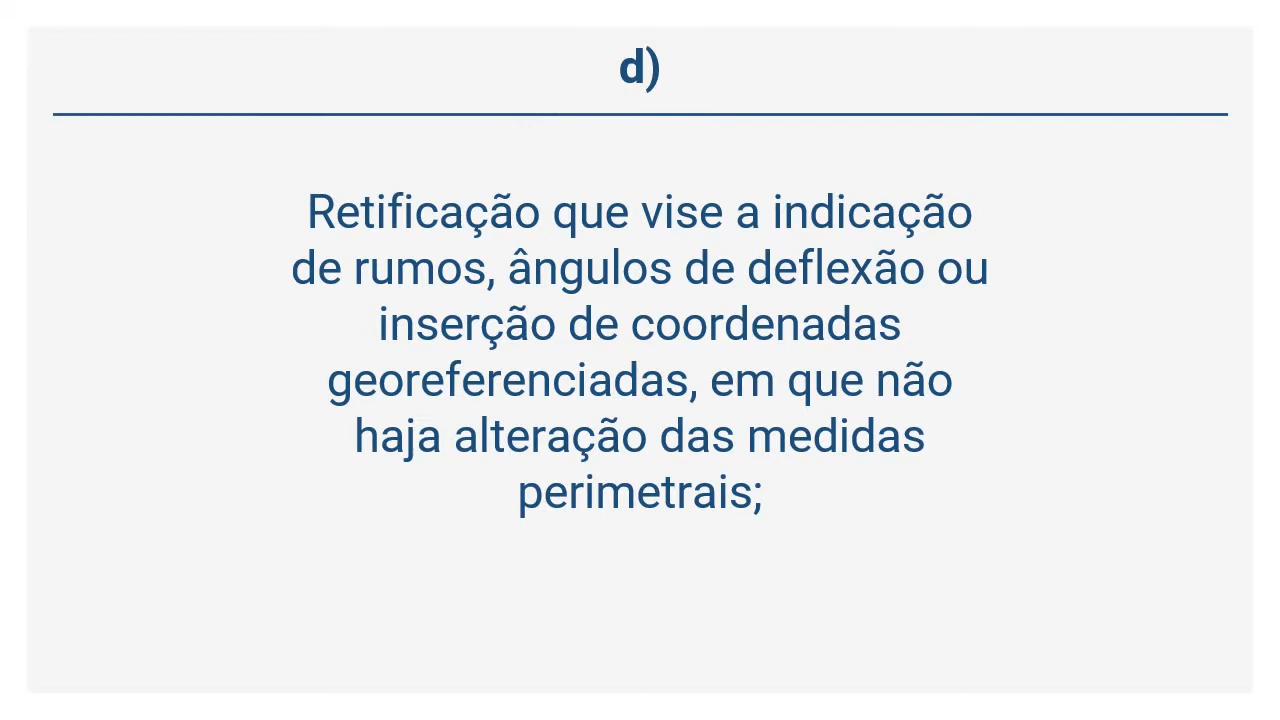 d)
Retificação que vise a indicação
de rumos, ângulos de deflexão ou
inserção de coordenadas
georeferenciadas, em que não
haja alteração das medidas
perimetrais;